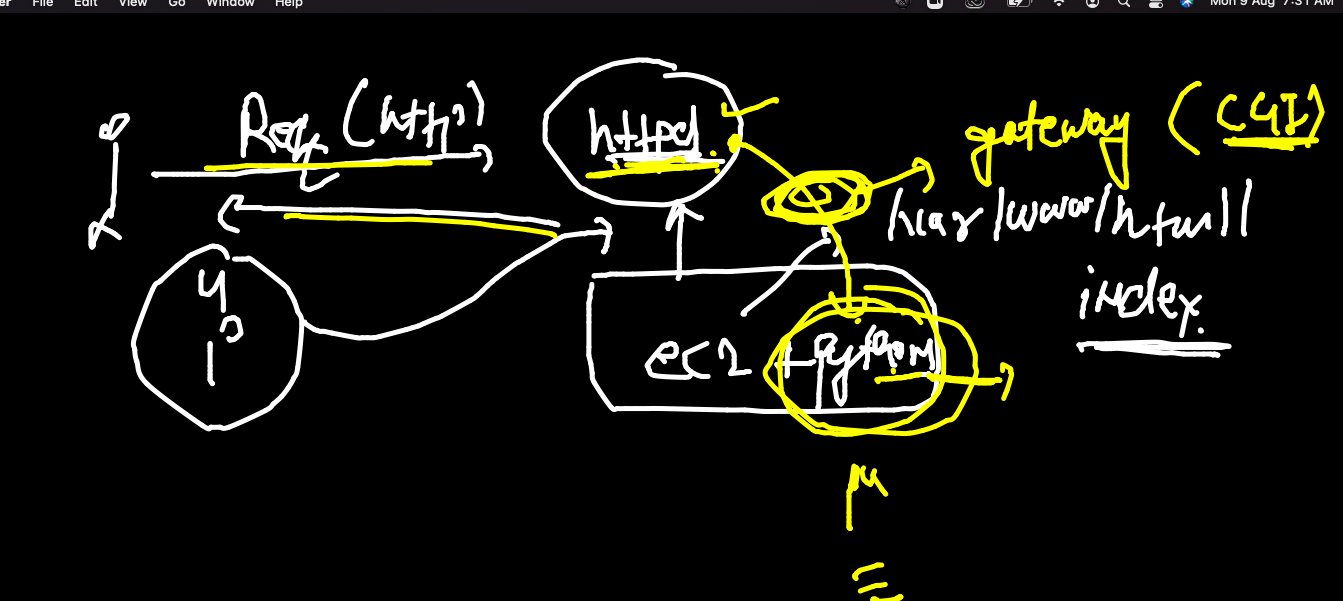 er File Edit View Go Window Help Mon 9 Aug 7:31 AM
Req (http)
httpd
gateway (CGI)
/var/www/html/
index
ec2 + python